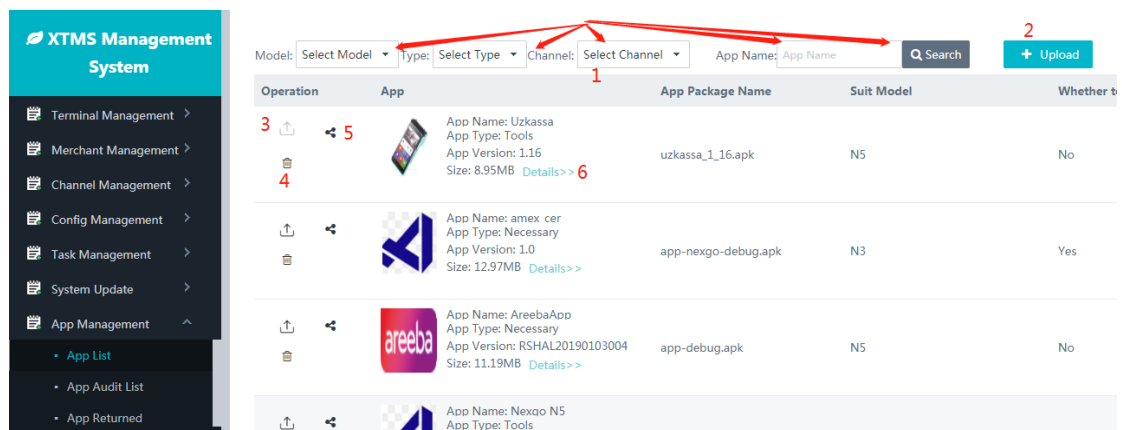 XTMS Management
System
Model: Select Model Type: Select Type Channel: Select Channel App Name: App Name Search 2
+ Upload
1
Operation App App Package Name Suit Model Whether t
Terminal Management
Merchant Management
Channel Management
Config Management
Task Management
System Update
App Management
App List
App Audit List
App Returned
3 5
4
App Name: Uzkassa
App Type: Tools
App Version: 1.16
Size: 8.95MB Details>> 6
uzkassa_1_16.apk N5 No
App Name: amex cer
App Type: Necessary
App Version: 1.0
Size: 12.97MB Details>>
app-nexgo-debug.apk N3 Yes
areeba
App Name: AreebaApp
App Type: Necessary
App Version: RSHAL20190103004
Size: 11.19MB Details>>
app-debug.apk N5 No
App Name: Nexgo N5
App Type: Tools